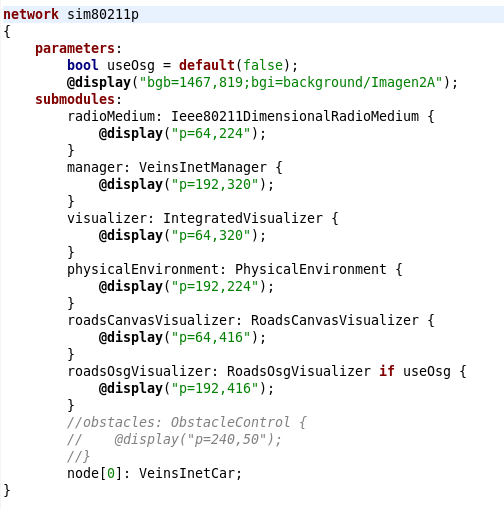 network sim80211p
{
    parameters:
        bool useOsg = default(false);
        @display("bgb=1467,819;bgi=background/Imagen2A");
    submodules:
        radioMedium: Ieee80211DimensionalRadioMedium {
            @display("p=64,224");
        }
        manager: VeinsInetManager {
            @display("p=192,320");
        }
        visualizer: IntegratedVisualizer {
            @display("p=64,320");
        }
        physicalEnvironment: PhysicalEnvironment {
            @display("p=192,224");
        }
        roadsCanvasVisualizer: RoadsCanvasVisualizer {
            @display("p=64,416");
        }
        roadsOsgVisualizer: RoadsOsgVisualizer if useOsg {
            @display("p=192,416");
        }
        //obstacles: ObstacleControl {
        //    @display("p=240,50");
        //}
        node[0]: VeinsInetCar;
}